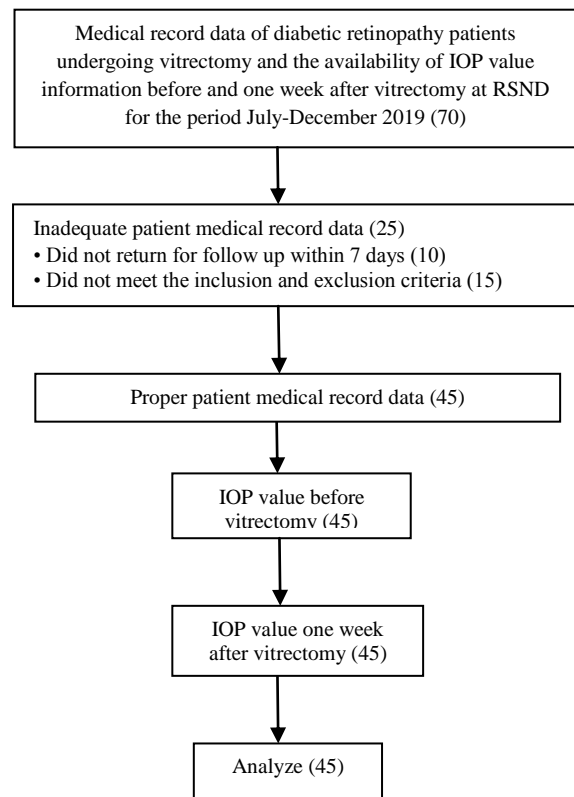 Medical record data of diabetic retinopathy patients
undergoing vitrectomy and the availability of IOP value
information before and one week after vitrectomy at RSND
for the period July-December 2019 (70)
Inadequate patient medical record data (25)
• Did not return for follow up within 7 days (10)
• Did not meet the inclusion and exclusion criteria (15)
Proper patient medical record data (45)
IOP value before
vitrectomy (45)
IOP value one week
after vitrectomy (45)
Analyze (45)